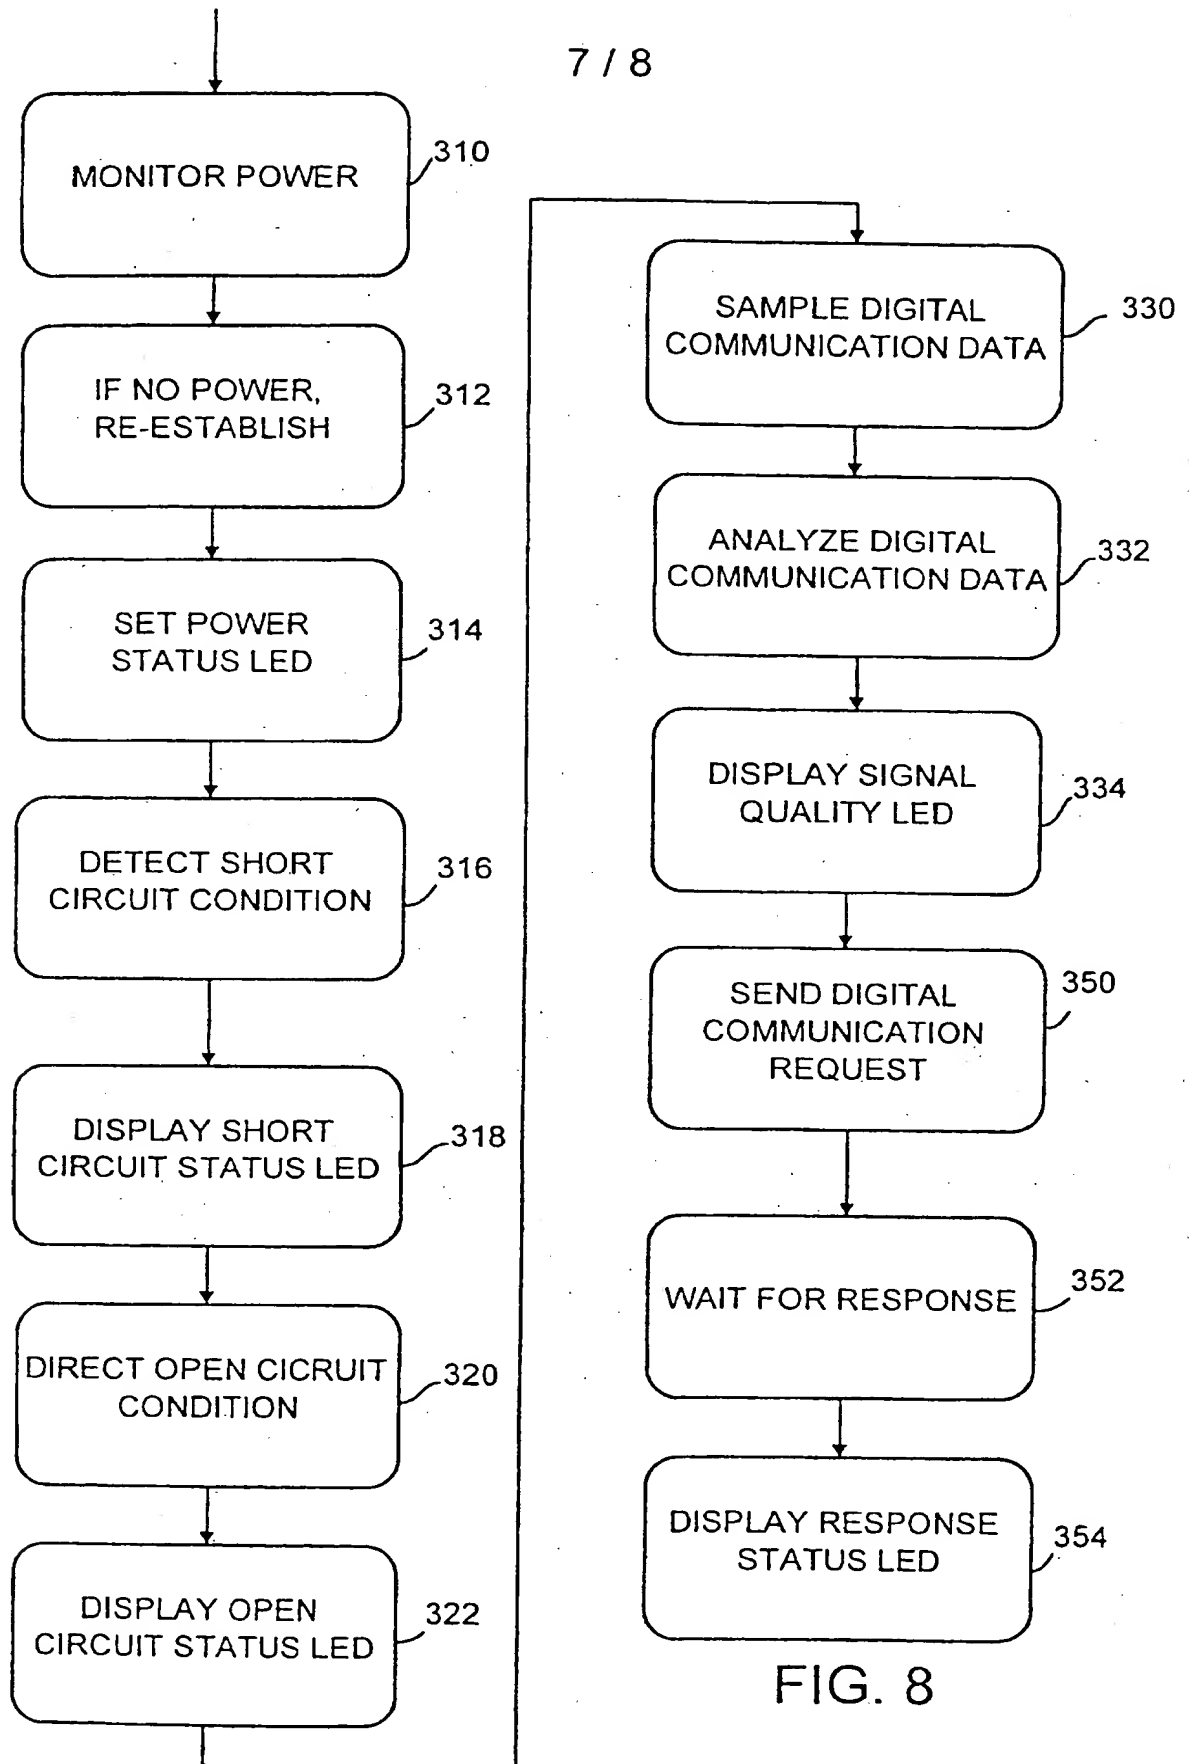 7 / 8
MONITOR POWER
310
IF NO POWER,
RE-ESTABLISH
312
SET POWER
STATUS LED
314
DETECT SHORT
CIRCUIT CONDITION
316
DISPLAY SHORT
CIRCUIT STATUS LED
318
DIRECT OPEN CICRUIT
CONDITION
320
DISPLAY OPEN
CIRCUIT STATUS LED
322
SAMPLE DIGITAL
COMMUNICATION DATA
330
ANALYZE DIGITAL
COMMUNICATION DATA
332
DISPLAY SIGNAL
QUALITY LED
334
SEND DIGITAL
COMMUNICATION
REQUEST
350
WAIT FOR RESPONSE
352
DISPLAY RESPONSE
STATUS LED
354
FIG. 8